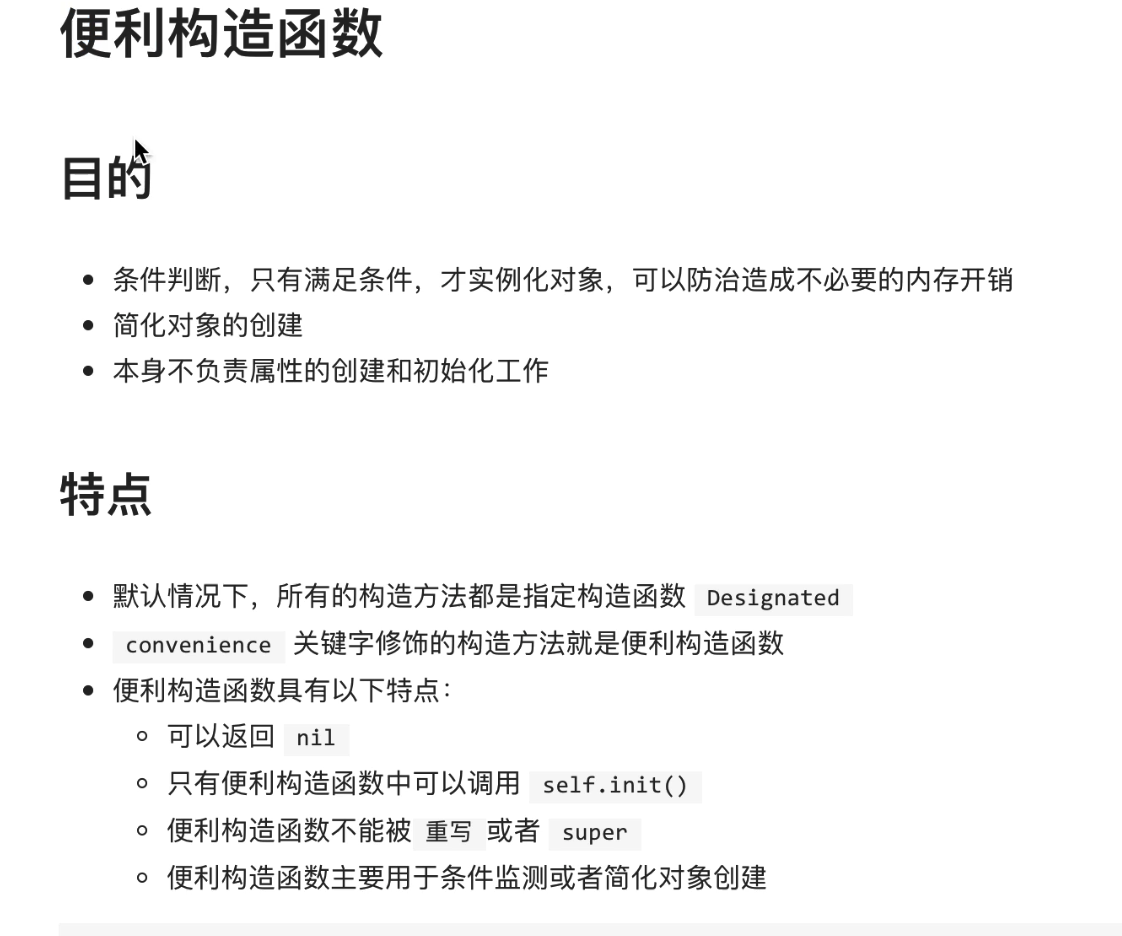 便利构造函数
目的
条件判断，只有满足条件，才实例化对象，可以防治造成不必要的内存开销
简化对象的创建
本身不负责属性的创建和初始化工作
特点
默认情况下，所有的构造方法都是指定构造函数 Designated
convenience 关键字修饰的构造方法就是便利构造函数
便利构造函数具有以下特点：
可以返回 nil
只有便利构造函数中可以调用 self.init()
便利构造函数不能被 重写 或者 super
便利构造函数主要用于条件监测或者简化对象创建